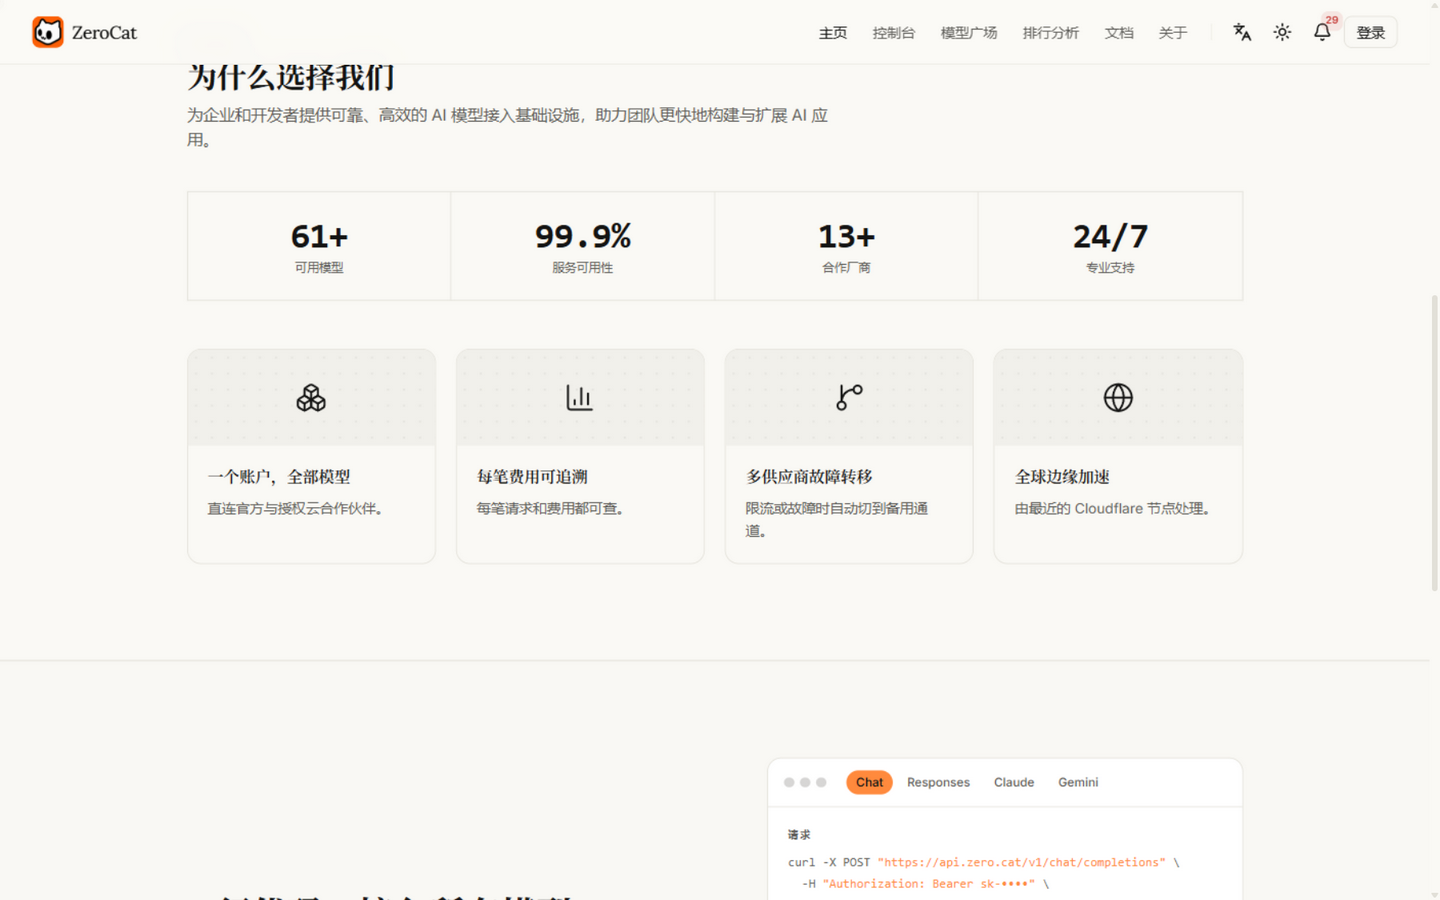 ZeroCat
主页 控制台 模型广场 排行分析 文档 关于 29 登录
为什么选择我们
为企业和开发者提供可靠、高效的 AI 模型接入基础设施，助力团队更快地构建与扩展 AI 应
用。
61+ 99.9% 13+ 24/7
可用模型 服务可用性 合作厂商 专业支持
一个账户，全部模型
直连官方与授权云合作伙伴。
每笔费用可追溯
每笔请求和费用都可查。
多供应商故障转移
限流或故障时自动切到备用通
道。
全球边缘加速
由最近的 Cloudflare 节点处理。
Chat Responses Claude Gemini
请求
curl -X POST "https://api.zero.cat/v1/chat/completions" \
-H "Authorization: Bearer sk-••••" \